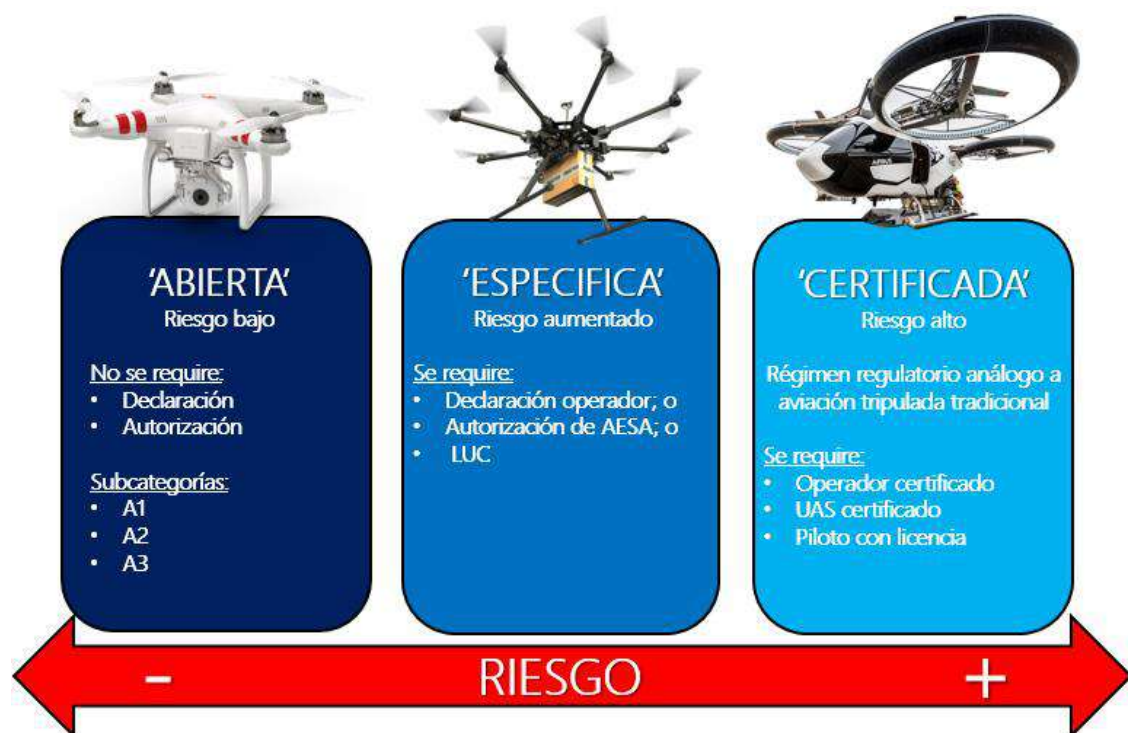 AIRBUS
'ABIERTA'
Riesgo bajo
No se require:
• Declaración
• Autorización
Subcategorías:
• A1
• A2
• A3
'ESPECIFICA'
Riesgo aumentado
Se require:
• Declaración operador; o
• Autorización de AESA; o
• LUC
'CERTIFICADA'
Riesgo alto
Régimen regulatorio análogo a
aviación tripulada tradicional
Se require:
• Operador certificado
• UAS certificado
• Piloto con licencia
- RIESGO +